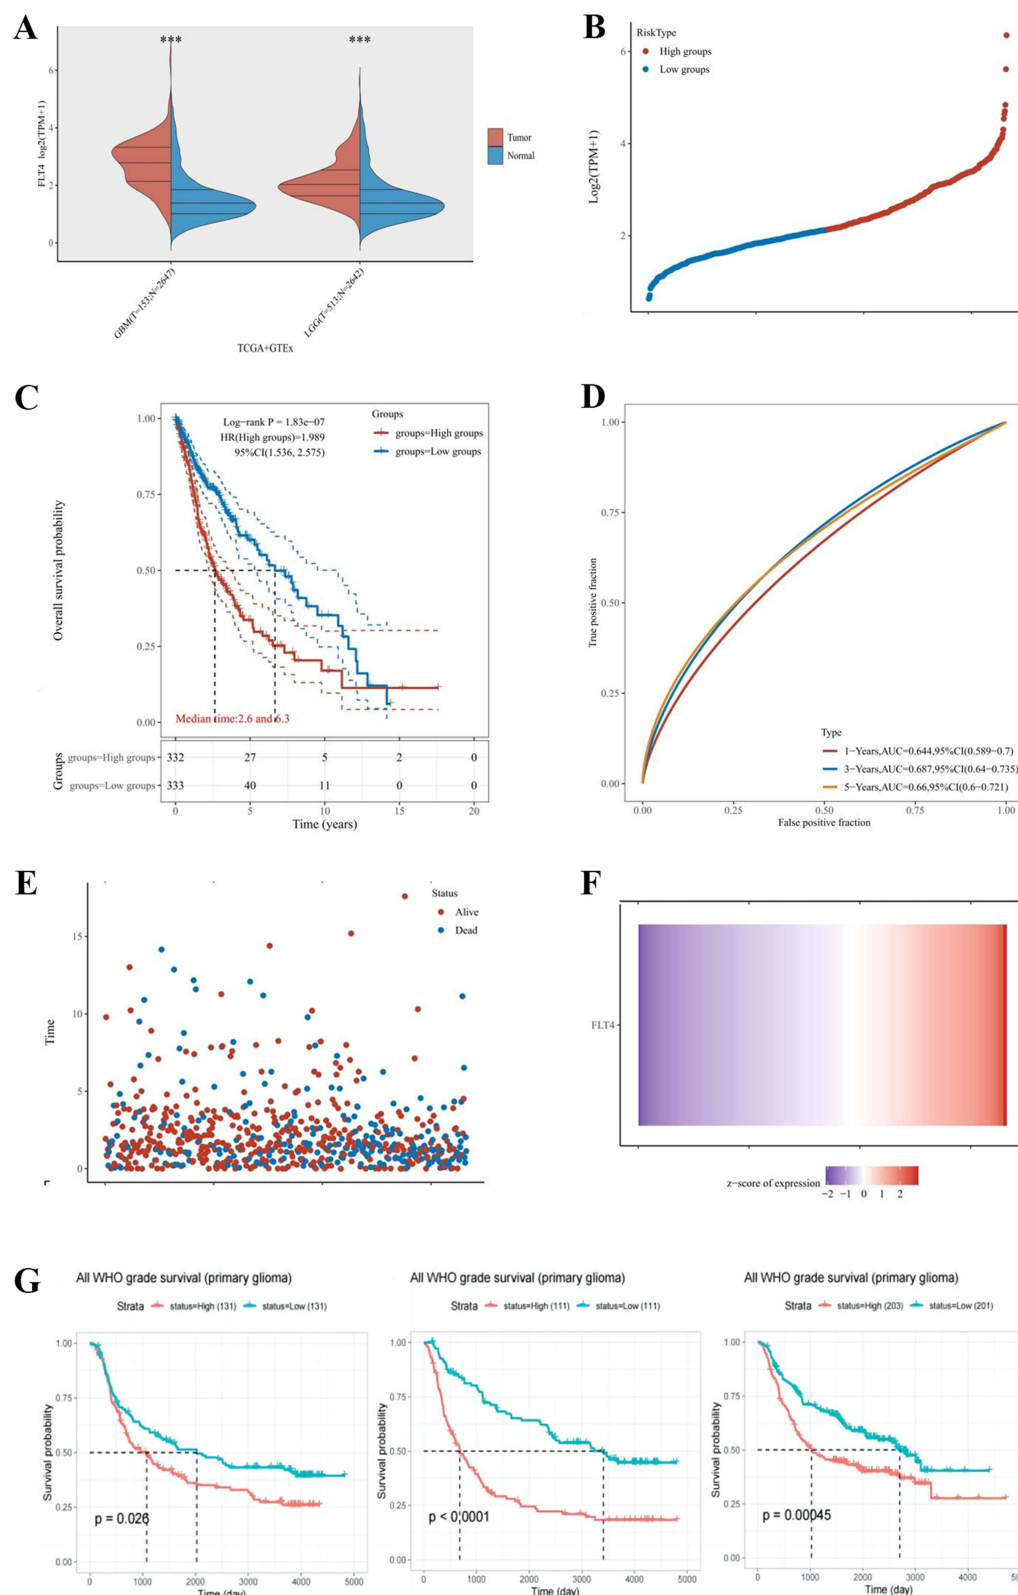 A
***
***
FLT4 log2(TPM+1)
6
4
2
0
Tumor
Normal
GBM(T=153;N=2647)
LGG(T=513;N=2642)
TCGA+GTEx
B
RiskType
High groups
Low groups
Log2(TPM+1)
6
4
2
C
Log-rank P = 1.83e-07
HR(High groups)=1.989
95%CI(1.536, 2.575)
Groups
groups=High groups
groups=Low groups
Overall survival probability
1.00
0.75
0.50
0.25
0.00
Median time:2.6 and 6.3
Groups
groups=High groups 332 27 5 2 0
groups=Low groups 333 40 11 0 0
0 5 10 15 20
Time (years)
D
True positive fraction
1.00
0.75
0.50
0.25
0.00
Type
1-Years,AUC=0.644,95%CI(0.589-0.7)
3-Years,AUC=0.687,95%CI(0.64-0.735)
5-Years,AUC=0.66,95%CI(0.6-0.721)
0.00 0.25 0.50 0.75 1.00
False positive fraction
E
Status
Alive
Dead
Time
15
10
5
0
F
FLT4
z-score of expression
-2 -1 0 1 2
G
All WHO grade survival (primary glioma)
Strata status=High (131) status=Low (131)
Survival probability
1.00
0.75
0.50
0.25
0.00
p = 0.026
0 1000 2000 3000 4000 5000
Time (day)
All WHO grade survival (primary glioma)
Strata status=High (111) status=Low (111)
Survival probability
1.00
0.75
0.50
0.25
0.00
p < 0.0001
0 1000 2000 3000 4000 5000
Time (day)
All WHO grade survival (primary glioma)
Strata status=High (203) status=Low (201)
Survival probability
1.00
0.75
0.50
0.25
0.00
p = 0.00045
0 1000 2000 3000 4000
Time (day)